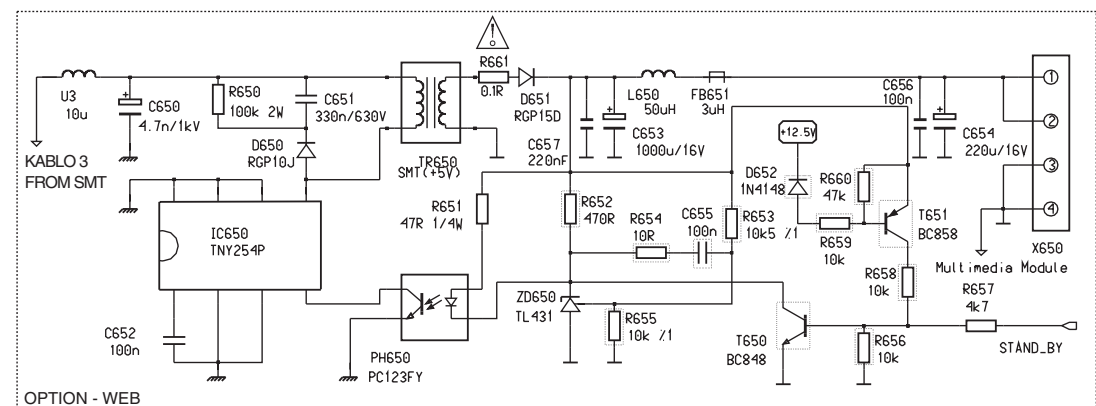 R661
0.1R
U3
10u
C650
4.7n/1kV
R650
100k 2W
C651
330n/630V
D650
RGP10J
TR650
SMT(+5V)
D651
RGP15D
L650
50uH
FB651
3uH
C657
220nF
C653
1000u/16V
C656
100n
C654
220u/16V
1
2
3
4
X650
Multimedia Module
KABLO 3
FROM SMT
+12.5V
D652
1N4148
R660
47k
T651
BC858
R659
10k
R651
47R 1/4W
R652
470R
R654
10R
C655
100n
R653
10k5 %1
IC650
TNY254P
R658
10k
R657
4k7
STAND_BY
ZD650
TL431
R655
10k %1
T650
BC848
R656
10k
C652
100n
PH650
PC123FY
OPTION - WEB